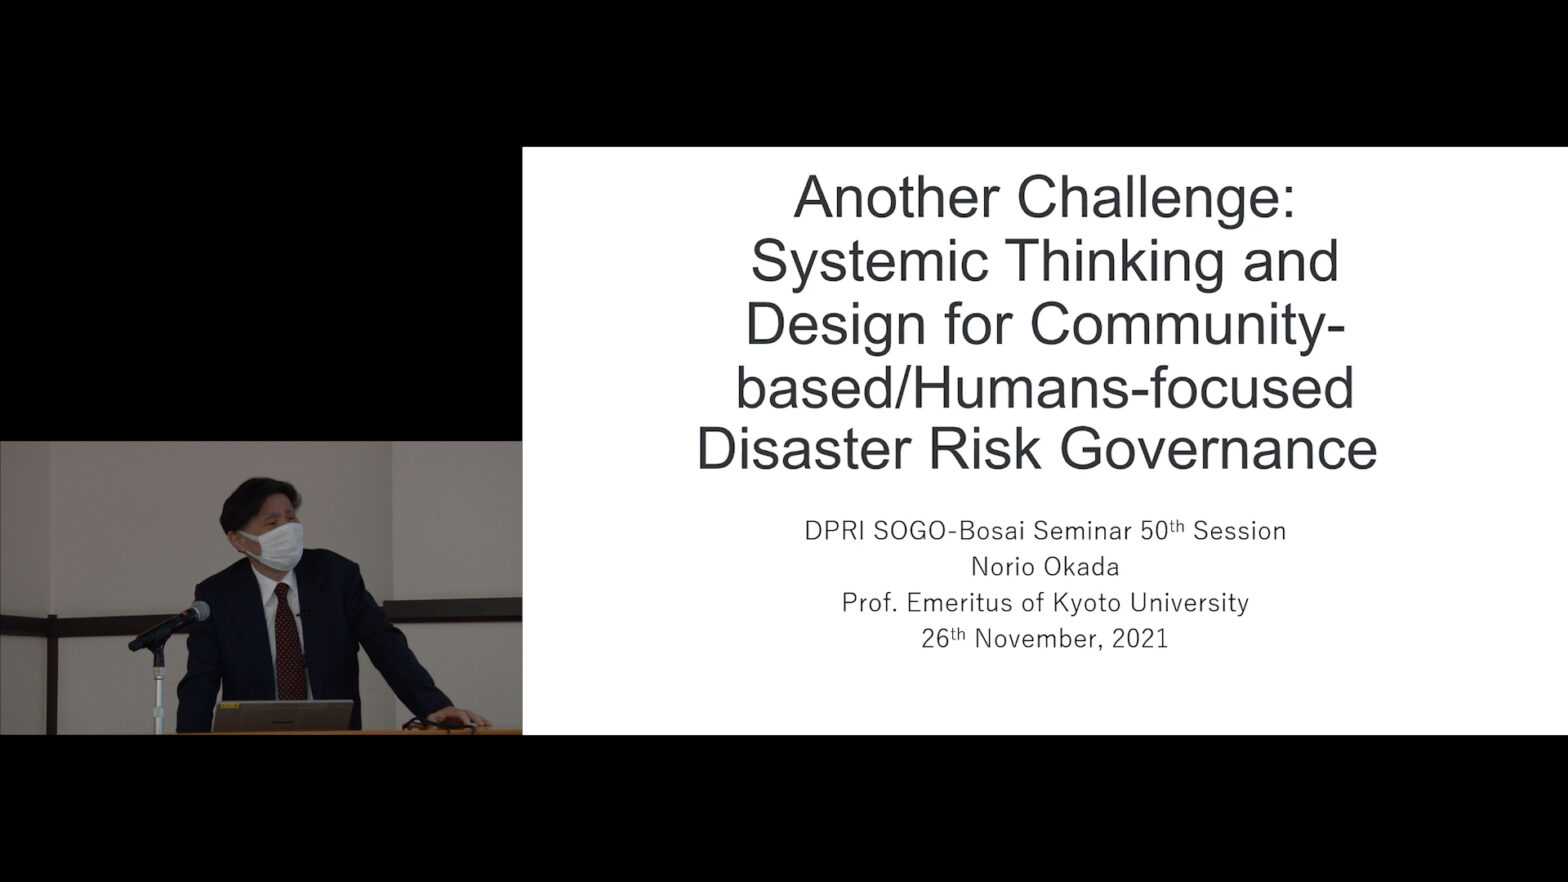 Another Challenge:
Systemic Thinking and
Design for Community-
based/Humans-focused
Disaster Risk Governance
DPRI SOGO-Bosai Seminar 50th Session
Norio Okada
Prof. Emeritus of Kyoto University
26th November, 2021